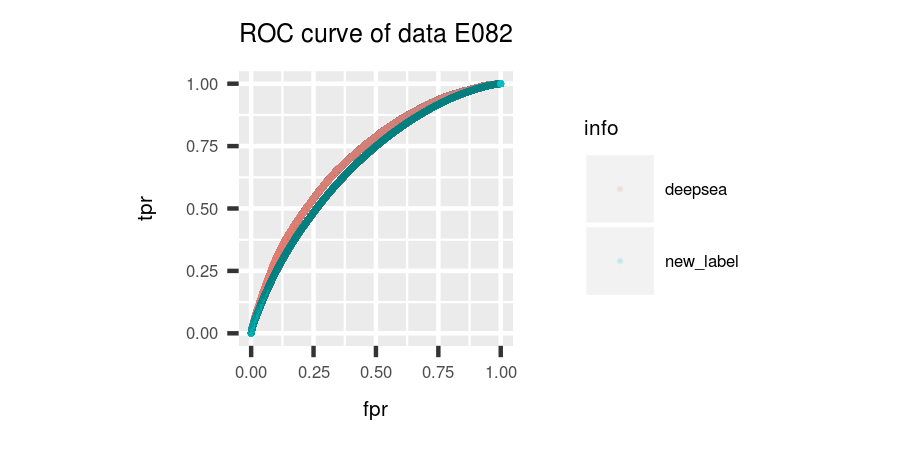 ROC curve of data E082
tpr
1.00
0.75
0.50
0.25
0.00
0.00 0.25 0.50 0.75 1.00
fpr
info
deepsea
new_label